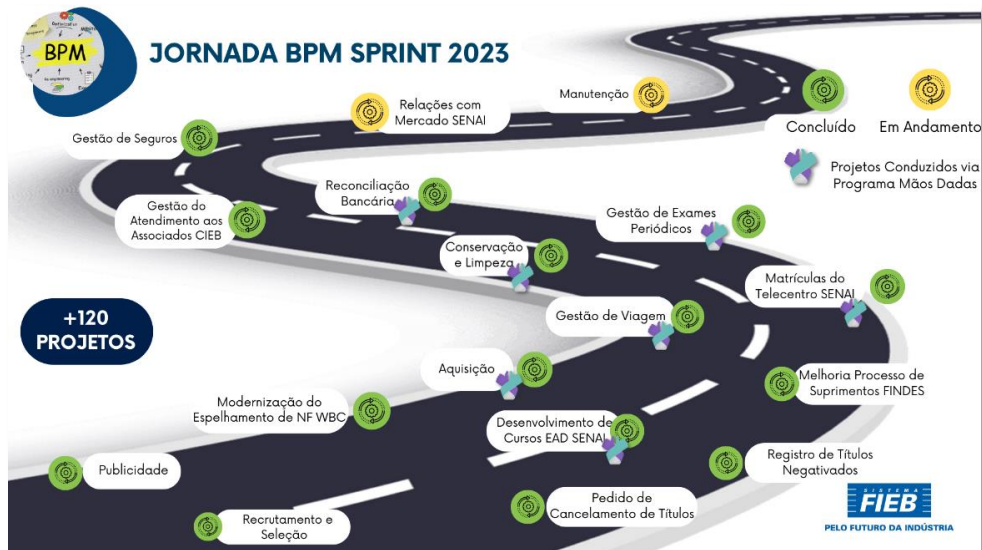 BPM
JORNADA BPM SPRINT 2023
Relações com
Mercado SENAI
Manutenção
Concluído
Em Andamento
Projetos Conduzidos via
Programa Mãos Dadas
Gestão de Seguros
Reconciliação
Bancária
Gestão do
Atendimento aos
Associados CIEB
Gestão de Exames
Periódicos
Conservação
e Limpeza
Matrículas do
Telecentro SENAI
+120
PROJETOS
Gestão de Viagem
Aquisição
Melhoria Processo de
Suprimentos FINDES
Modernização do
Espelhamento de NF WBC
Desenvolvimento de
Cursos EAD SENAI
Publicidade
Registro de Títulos
Negativados
Pedido de
Cancelamento de Títulos
Recrutamento e
Seleção
SISTEMA
FIEB
PELO FUTURO DA INDÚSTRIA